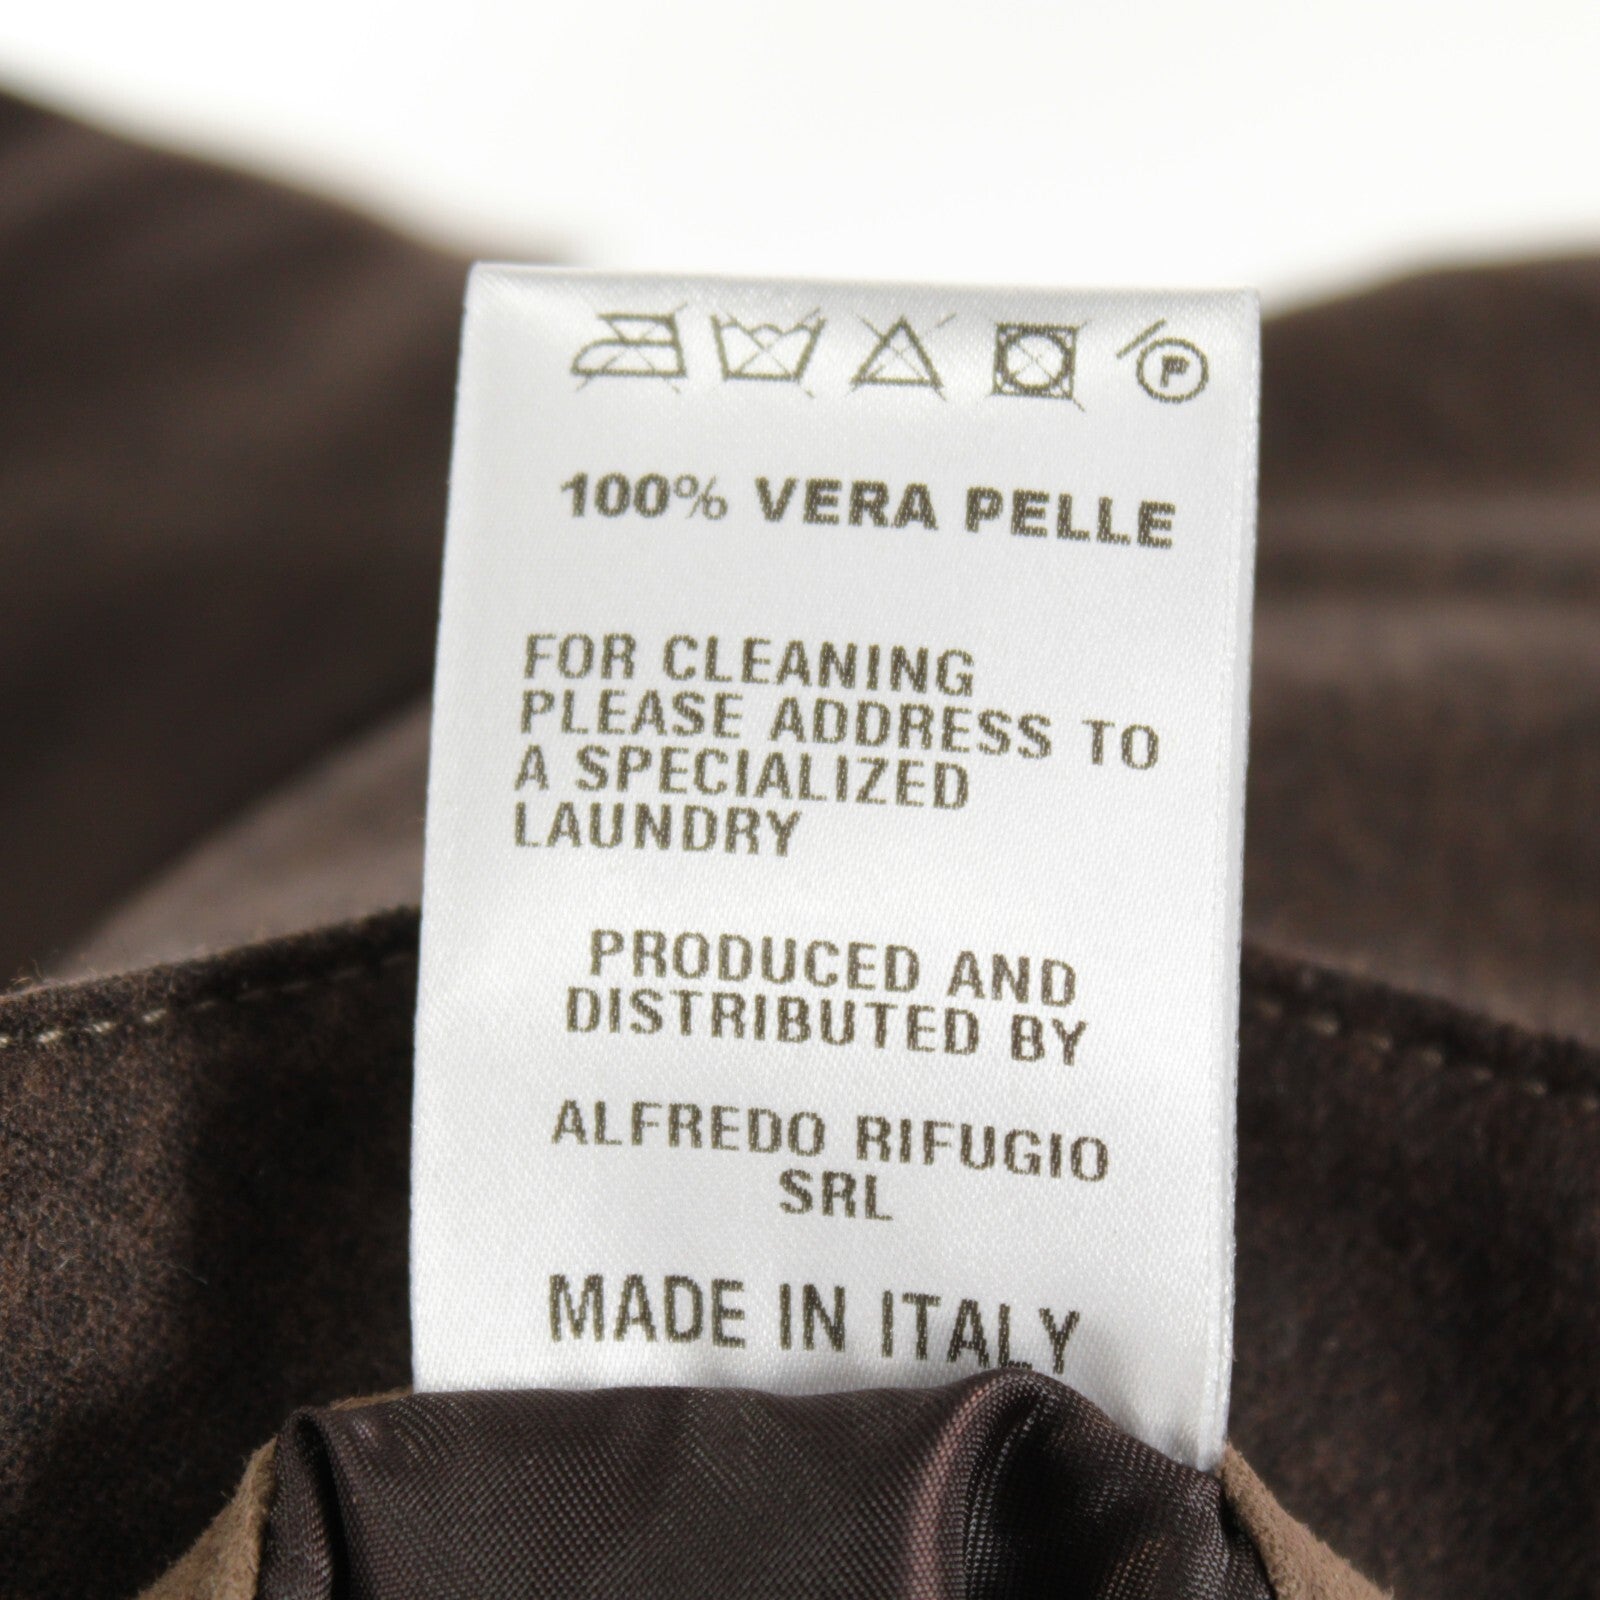 P
100% VERA PELLE
FOR CLEANING
PLEASE ADDRESS TO
A SPECIALIZED
LAUNDRY
PRODUCED AND
DISTRIBUTED BY
ALFREDO RIFUGIO
SRL
MADE IN ITALY